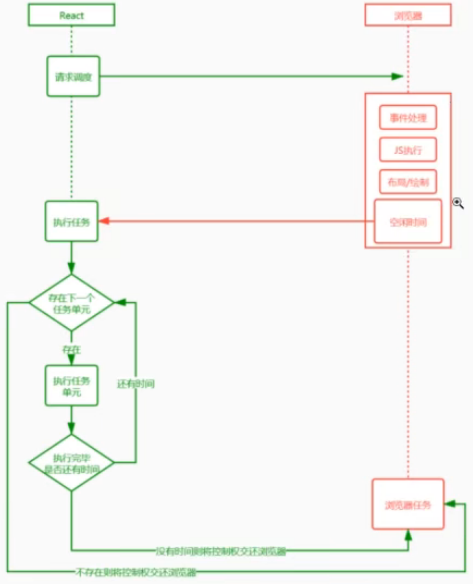 React
浏览器
请求调度
事件处理
JS执行
布局/绘制
空闲时间
执行任务
存在下一个
任务单元
存在
执行任务
单元
还有时间
执行完毕
是否还有时间
浏览器任务
没有时间则将控制权交还浏览器
不存在则将控制权交还浏览器